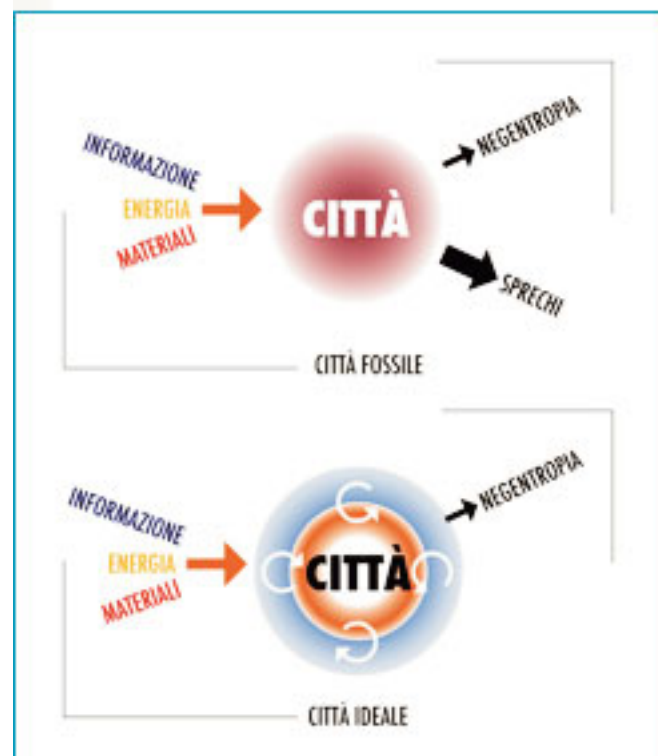 INFORMAZIONE
ENERGIA
MATERIALI
CITTÀ
NEGENTROPIA
SPRECHI
CITTÀ FOSSILE
INFORMAZIONE
ENERGIA
MATERIALI
CITTÀ
NEGENTROPIA
CITTÀ IDEALE